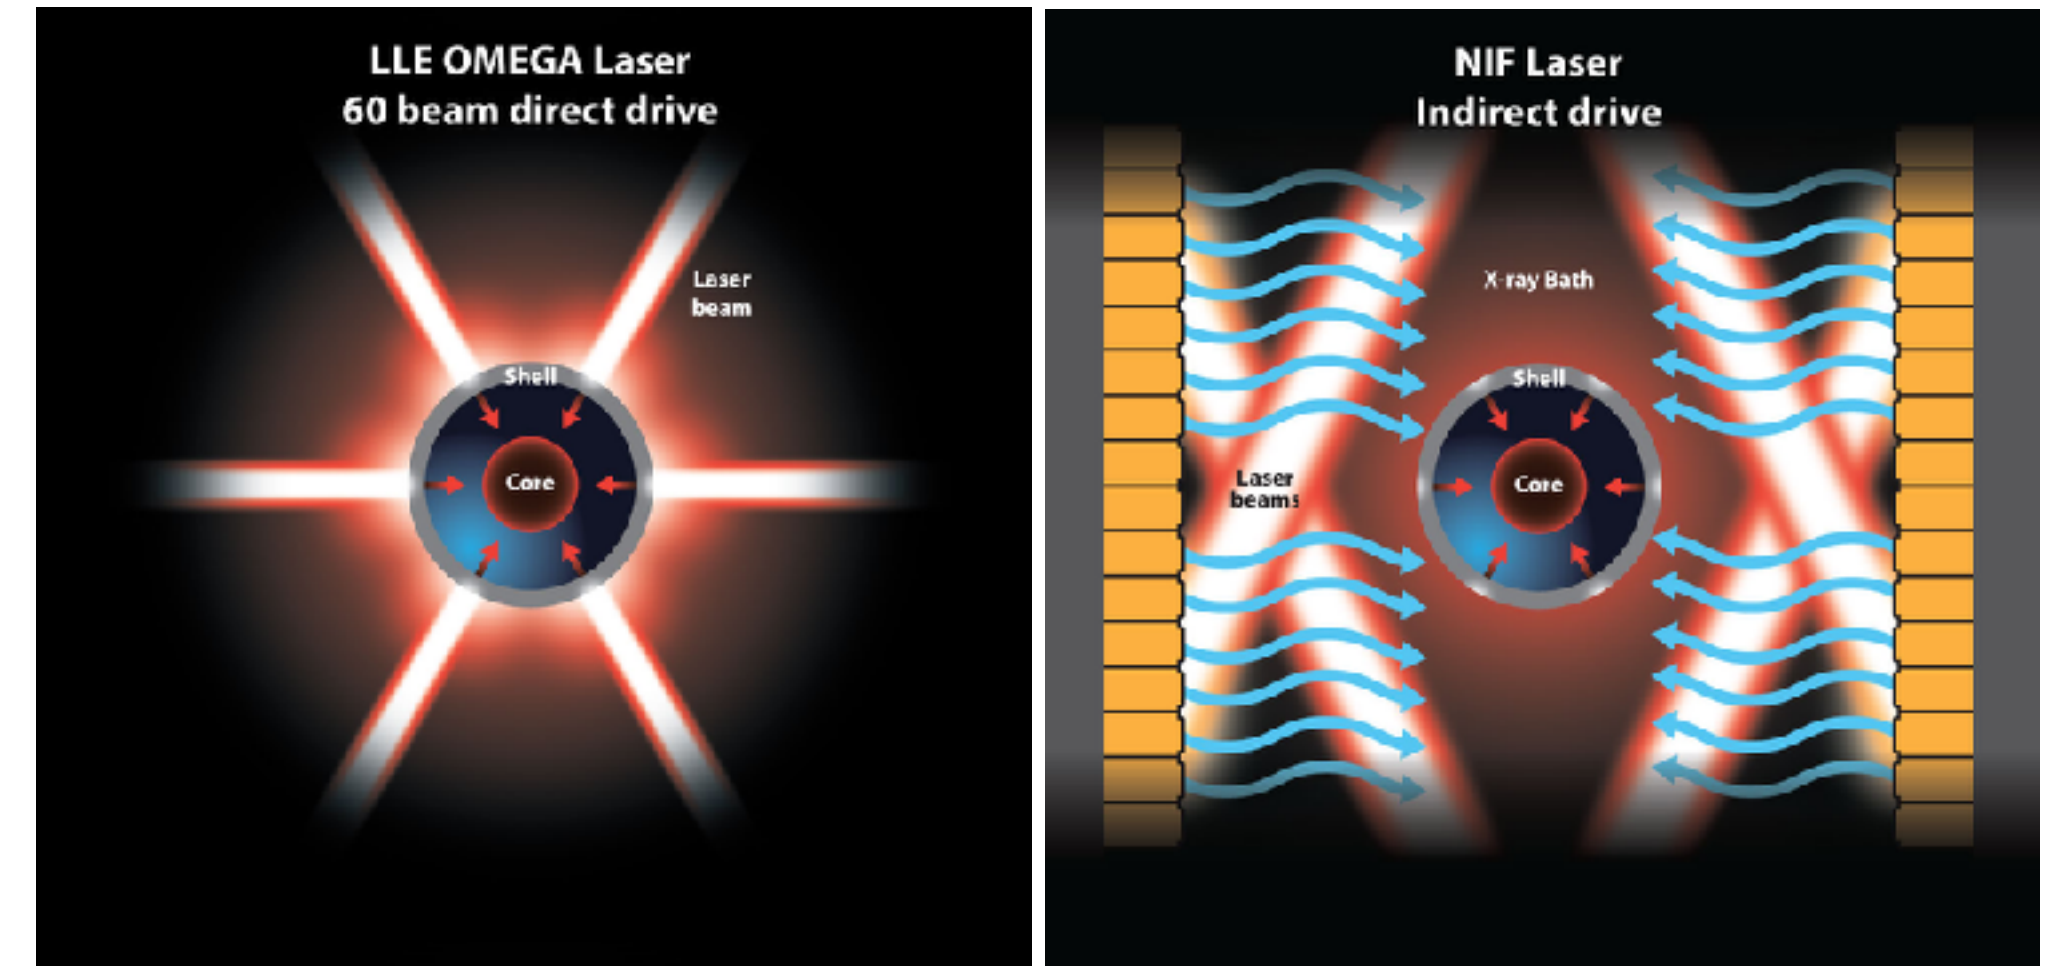 LLE OMEGA Laser
60 beam direct drive
Laser
beam
Shell
Core
NIF Laser
Indirect drive
X-ray Bath
Shell
Core
Laser
beams